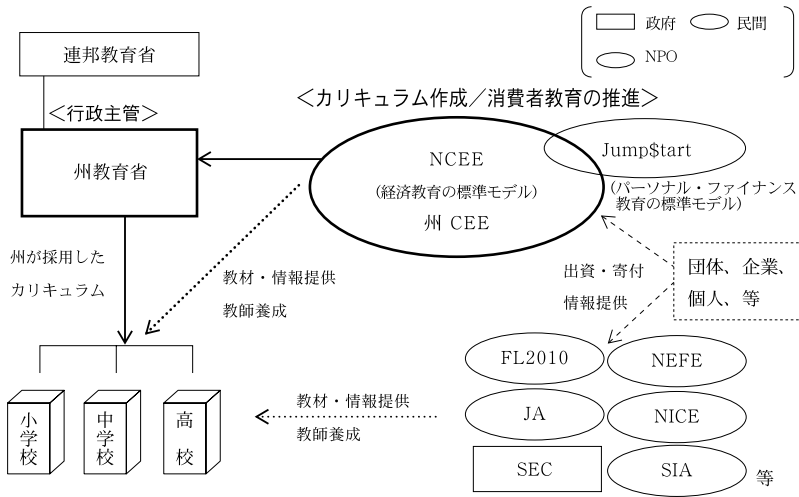 政府
民間
NPO
連邦教育省
＜行政主管＞
＜カリキュラム作成／消費者教育の推進＞
州教育省
NCEE
（経済教育の標準モデル）
州 CEE
Jump$tart
（パーソナル・ファイナンス
教育の標準モデル）
州が採用した
カリキュラム
教材・情報提供
教師養成
出資・寄付
情報提供
団体、企業、
個人、等
FL2010
NEFE
JA
NICE
SEC
SIA
等
教材・情報提供
教師養成
小学校
中学校
高校